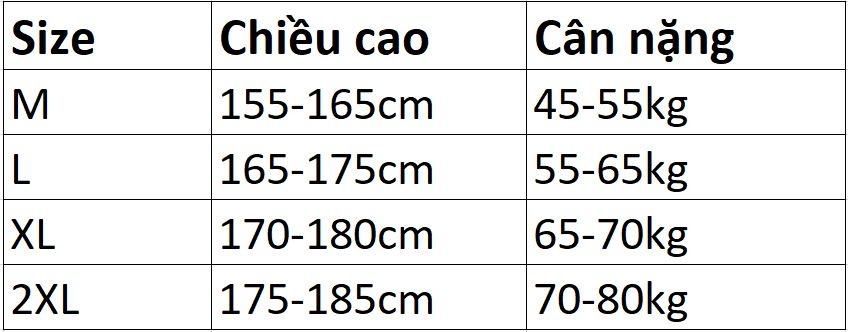 Size Chiều cao Cân nặng
M 155-165cm 45-55kg
L 165-175cm 55-65kg
XL 170-180cm 65-70kg
2XL 175-185cm 70-80kg